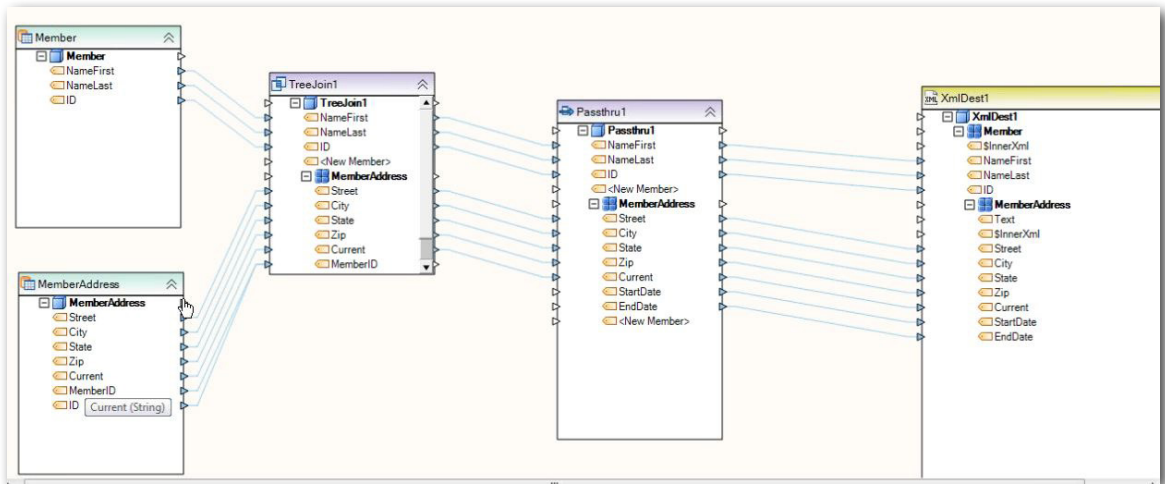 Member
Member
NameFirst
NameLast
ID
MemberAddress
MemberAddress
Street
City
State
Zip
Current
MemberID
ID
Current (String)
TreeJoin1
TreeJoin1
NameFirst
NameLast
ID
<New Member>
MemberAddress
Street
City
State
Zip
Current
MemberID
Passthru1
Passthru1
NameFirst
NameLast
ID
<New Member>
MemberAddress
Street
City
State
Zip
Current
StartDate
EndDate
<New Member>
XML XmlDest1
XmlDest1
Member
$InnerXml
NameFirst
NameLast
ID
MemberAddress
Text
$InnerXml
Street
City
State
Zip
Current
StartDate
EndDate